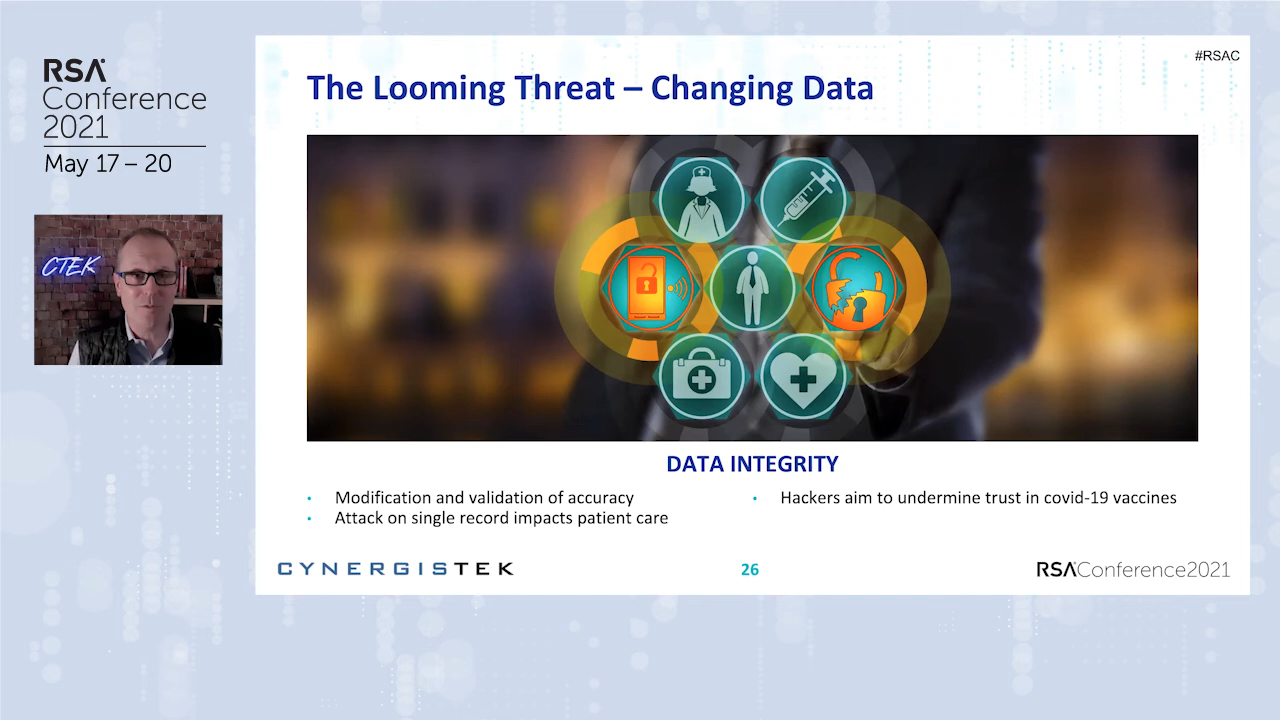 RSA
Conference
2021
May 17 – 20
CTEK
#RSAC
The Looming Threat – Changing Data
DATA INTEGRITY
• Modification and validation of accuracy
• Attack on single record impacts patient care
• Hackers aim to undermine trust in covid-19 vaccines
CYNERGISTEK
26
RSAConference2021